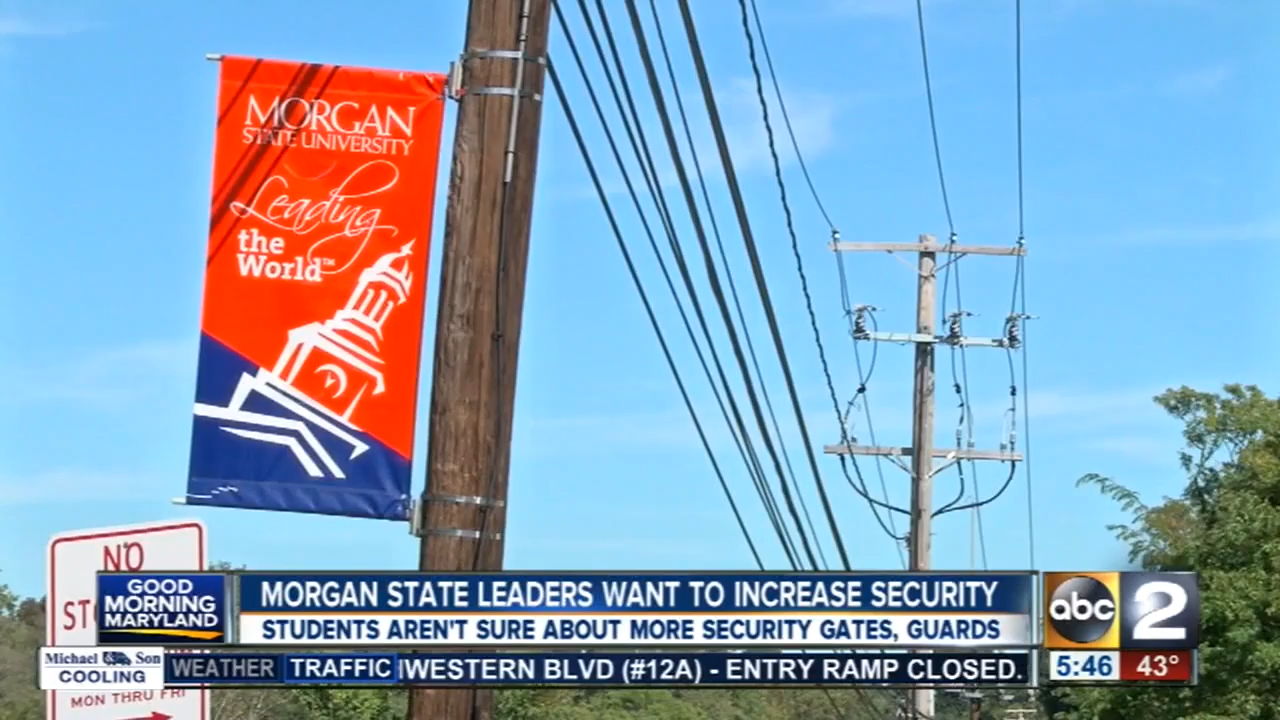 MORGAN
STATE UNIVERSITY
Leading
the
World™
NO
MORGAN STATE LEADERS WANT TO INCREASE SECURITY
STUDENTS AREN'T SURE ABOUT MORE SECURITY GATES, GUARDS
GOOD
MORNING
MARYLAND
abc 2
Michael & Son
COOLING
WEATHER TRAFFIC WESTERN BLVD (#12A) - ENTRY RAMP CLOSED.
5:46 43°
MON THRU FRI